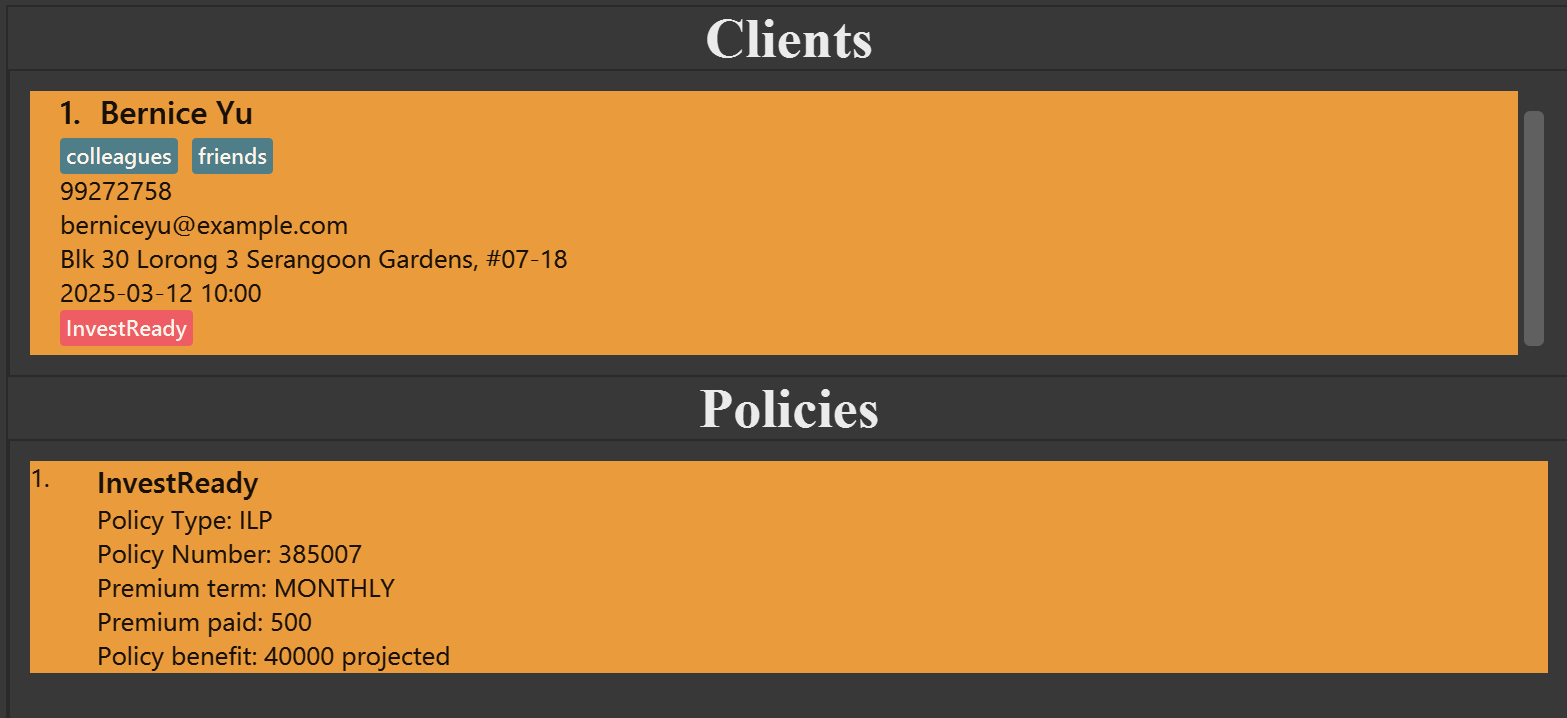 Clients
1. Bernice Yu
colleagues friends
99272758
berniceyu@example.com
Blk 30 Lorong 3 Serangoon Gardens, #07-18
2025-03-12 10:00
InvestReady
Policies
1. InvestReady
Policy Type: ILP
Policy Number: 385007
Premium term: MONTHLY
Premium paid: 500
Policy benefit: 40000 projected